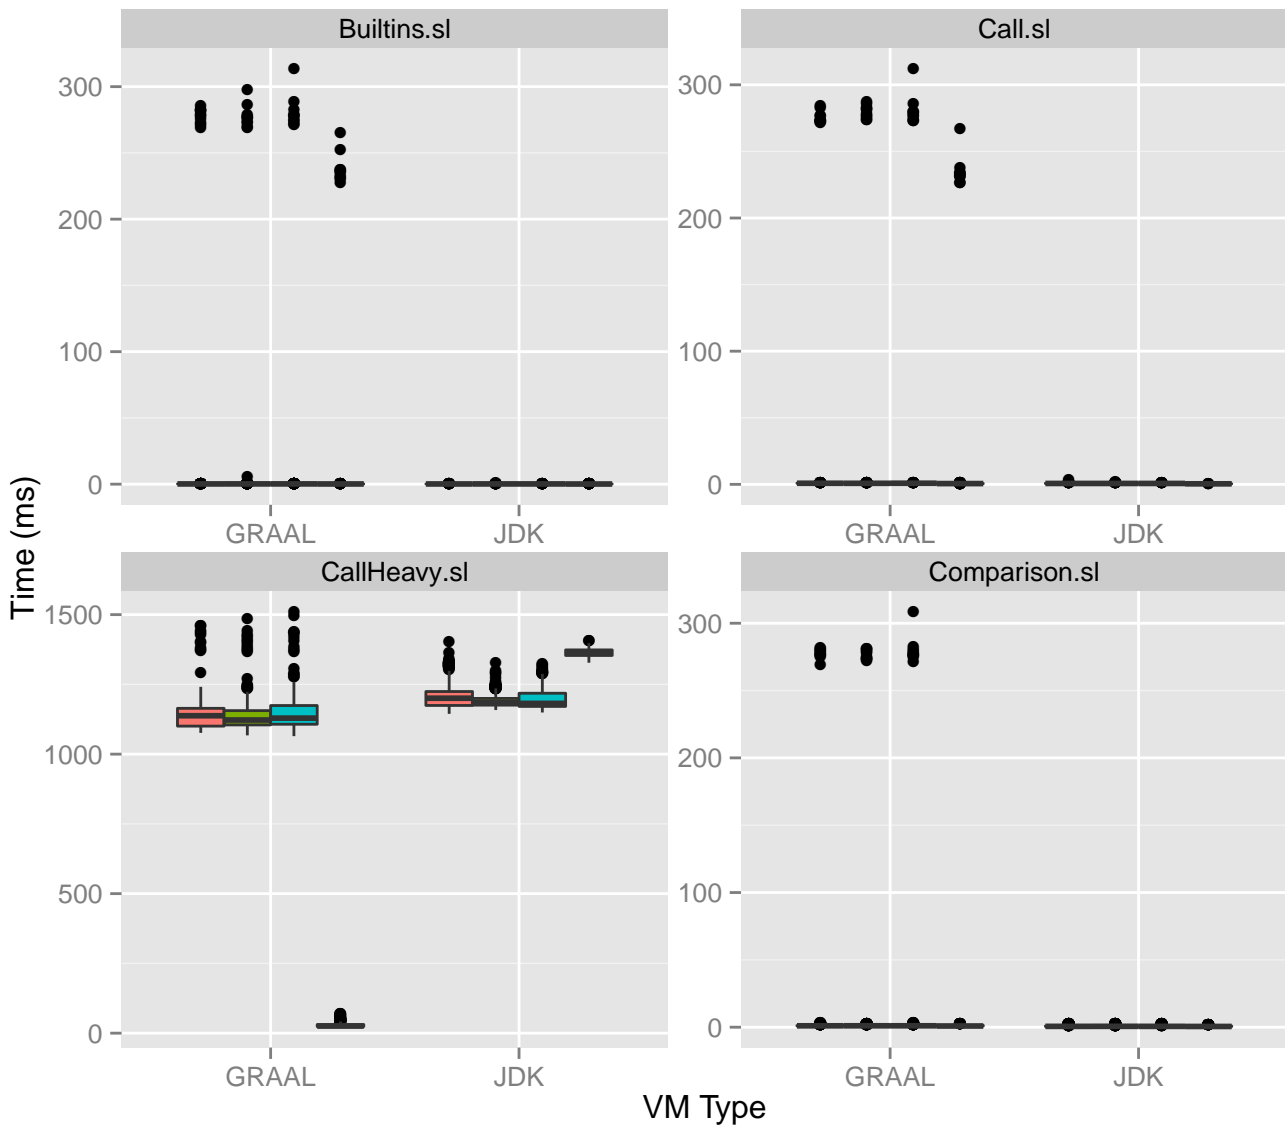 Builtins.sl
Call.sl
300
200
100
0
300
200
100
0
GRAAL
JDK
GRAAL
JDK
Time (ms)
CallHeavy.sl
Comparison.sl
1500
1000
500
0
300
200
100
0
GRAAL
JDK
GRAAL
JDK
VM Type